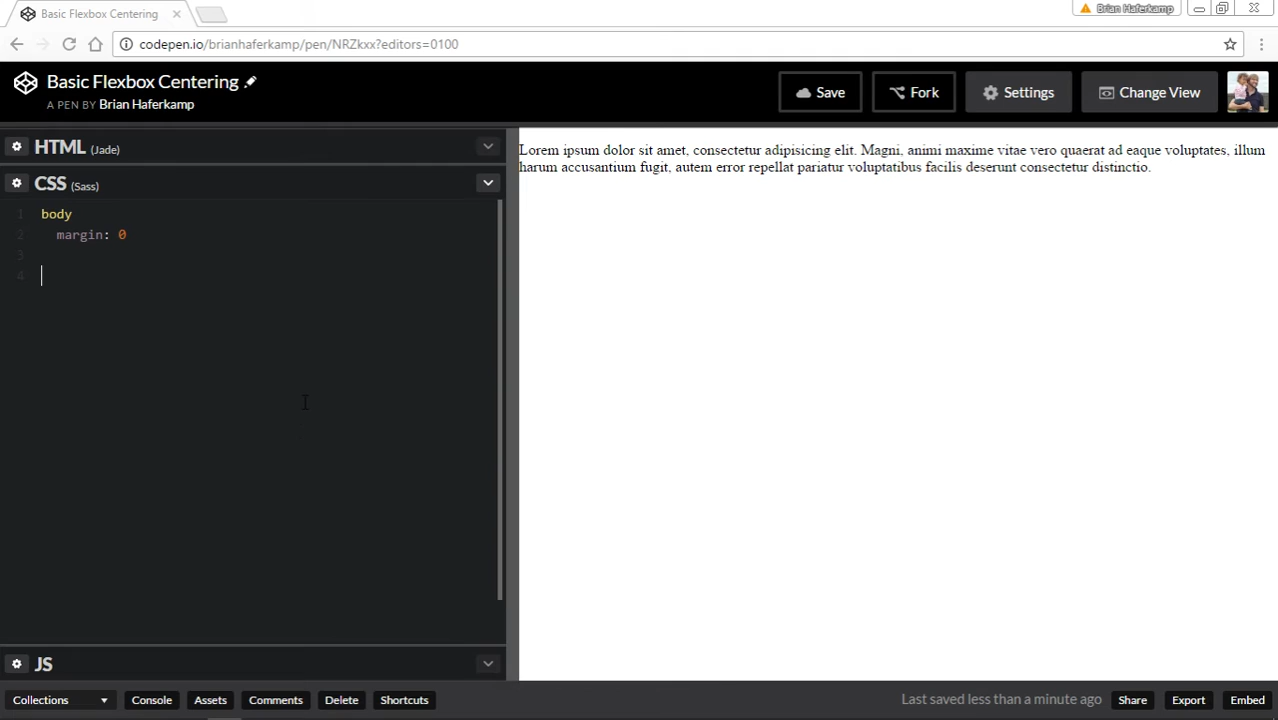 Basic Flexbox Centering
Brian Haferkamp
codepen.io/brianhaferkamp/pen/NRZkxx?editors=0100
Basic Flexbox Centering
A PEN BY Brian Haferkamp
Save
Fork
Settings
Change View
HTML (Jade)
CSS (Sass)
1 body
2 margin: 0
3
4
Lorem ipsum dolor sit amet, consectetur adipisicing elit. Magni, animi maxime vitae vero quaerat ad eaque voluptates, illum
harum accusantium fugit, autem error repellat pariatur voluptatibus facilis deserunt consectetur distinctio.
JS
Collections
Console
Assets
Comments
Delete
Shortcuts
Last saved less than a minute ago
Share
Export
Embed